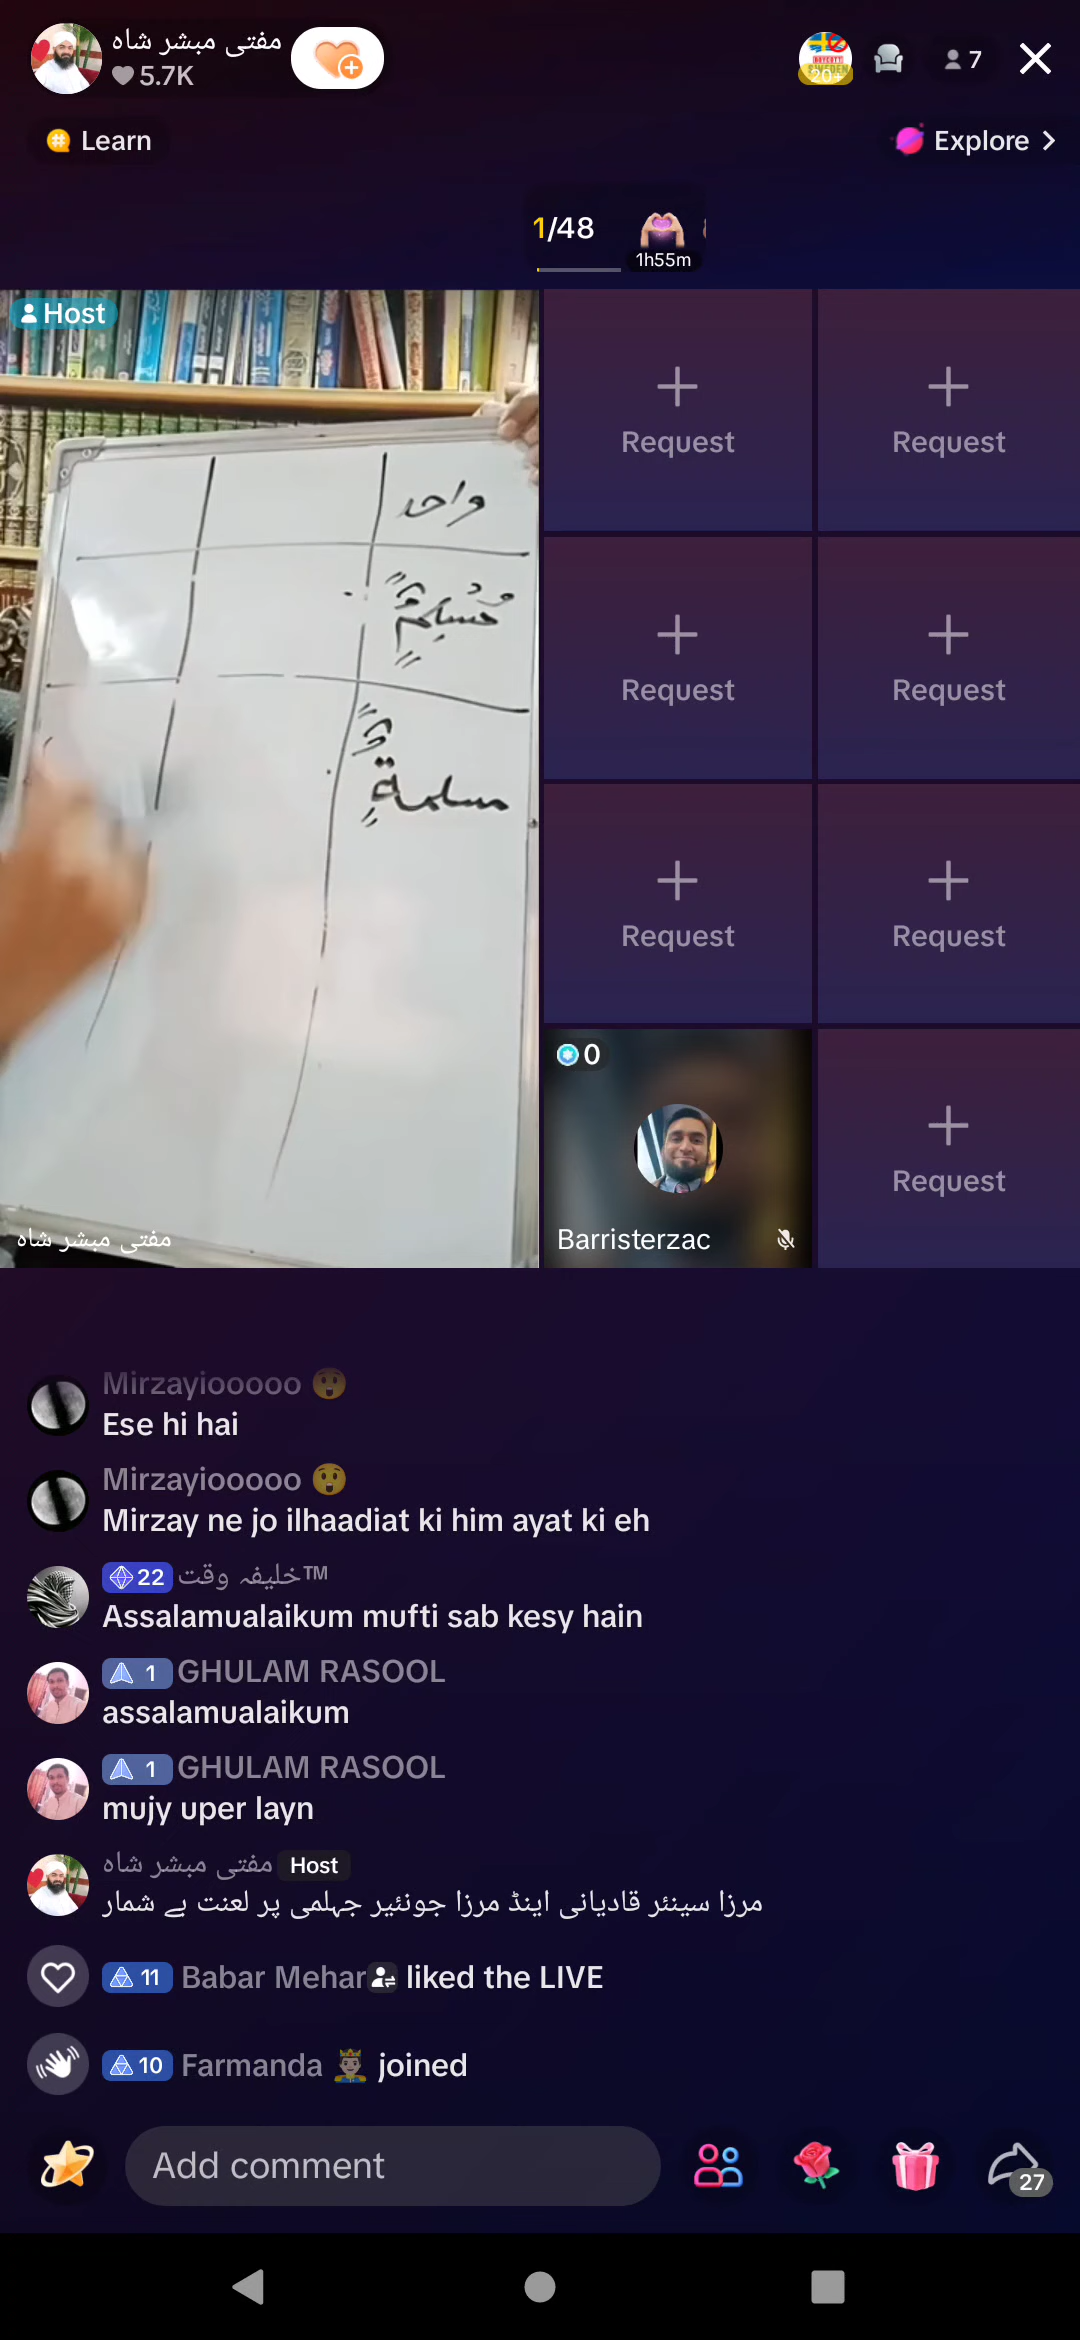 مفتی مبشر شاہ
5.7K
20+
7
Learn
Explore
1/48
1h55m
Host
واحد
مُسْلِمٌ
مسلمةٌ
مفتی مبشر شاہ
Request
Request
Request
Request
Request
Request
0
Barristerzac
Request
Mirzayiooooo 😲
Ese hi hai
Mirzayiooooo 😲
Mirzay ne jo ilhaadiat ki him ayat ki eh
22 خلیفہ وقت™
Assalamualaikum mufti sab kesy hain
1 GHULAM RASOOL
assalamualaikum
1 GHULAM RASOOL
mujy uper layn
مفتی مبشر شاہ Host
مرزا سینئر قادیانی اینڈ مرزا جونئیر جہلمی پر لعنت بے شمار
11 Babar Mehar liked the LIVE
10 Farmanda 🤴 joined
Add comment
27